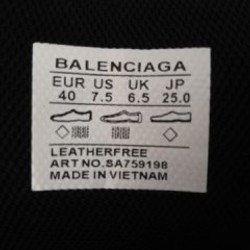 BALENCIAGA
EUR US UK JP
40 7.5 6.5 25.0
LEATHERFREE
ART NO.SA759198
MADE IN VIETNAM